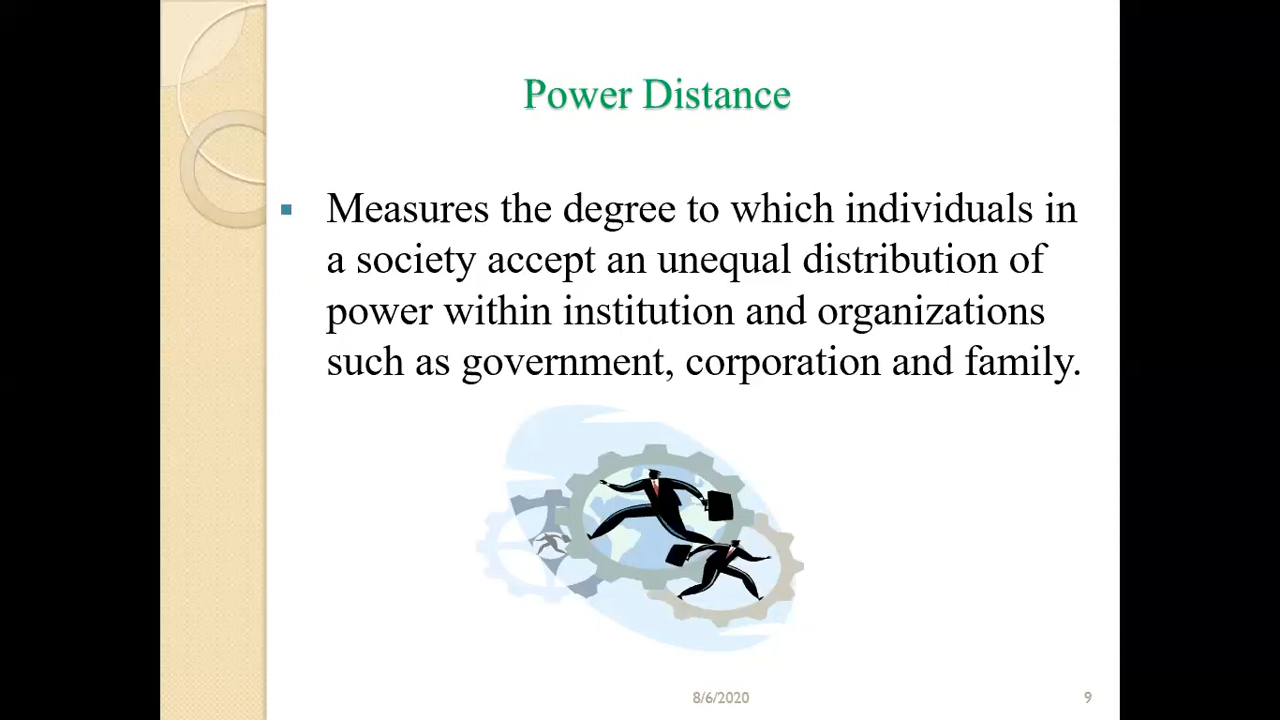 Power Distance
Measures the degree to which individuals in
a society accept an unequal distribution of
power within institution and organizations
such as government, corporation and family.
8/6/2020
9